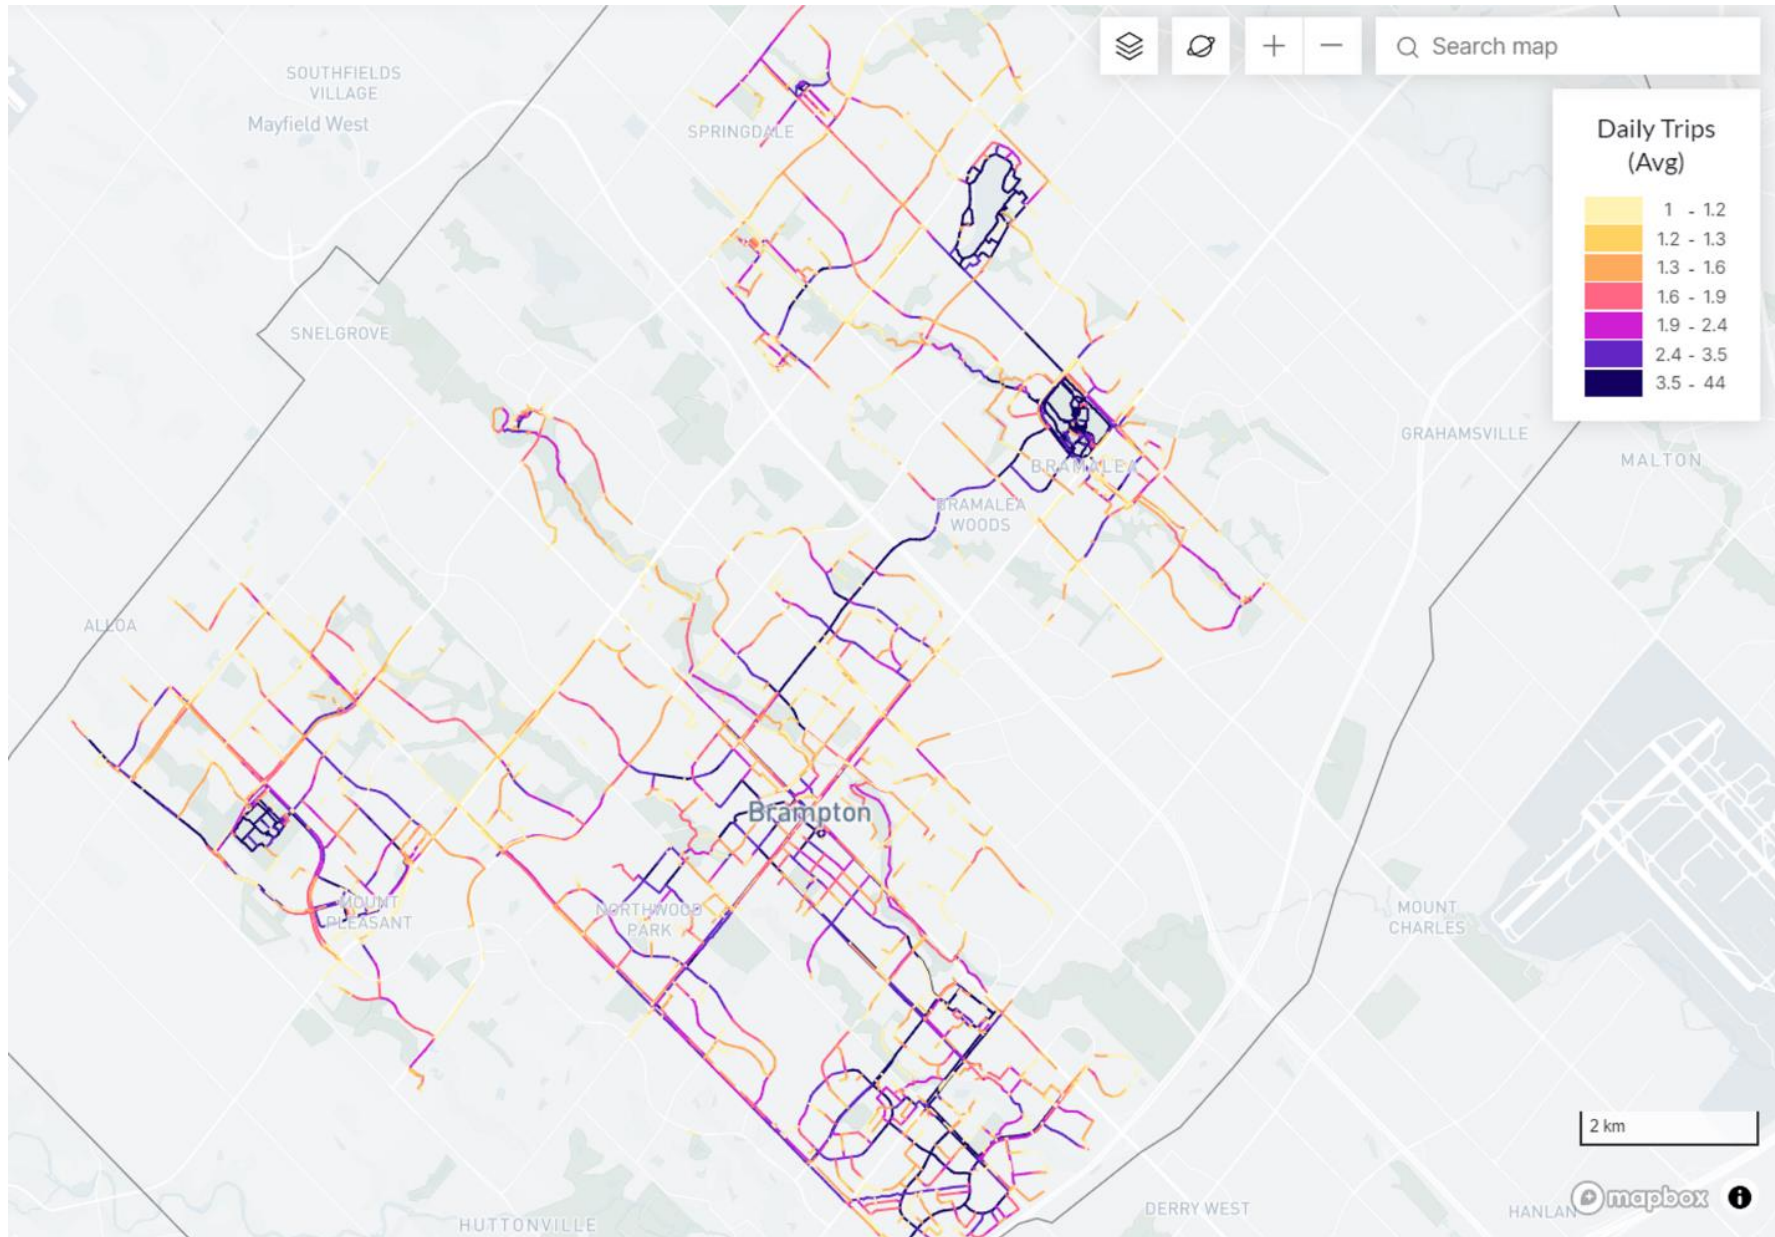 SOUTHFIELDS
VILLAGE
Mayfield West
SPRINGDALE
Search map
Daily Trips
(Avg)
1 - 1.2
1.2 - 1.3
1.3 - 1.6
1.6 - 1.9
1.9 - 2.4
2.4 - 3.5
3.5 - 44
SNELGROVE
GRAHAMSVILLE
MALTON
BRAMALEA
BRAMALEA
WOODS
ALLOA
Brampton
MOUNT
PLEASANT
NORTHWOOD
PARK
MOUNT
CHARLES
2 km
HUTTONVILLE
DERRY WEST
HANLAN
mapbox